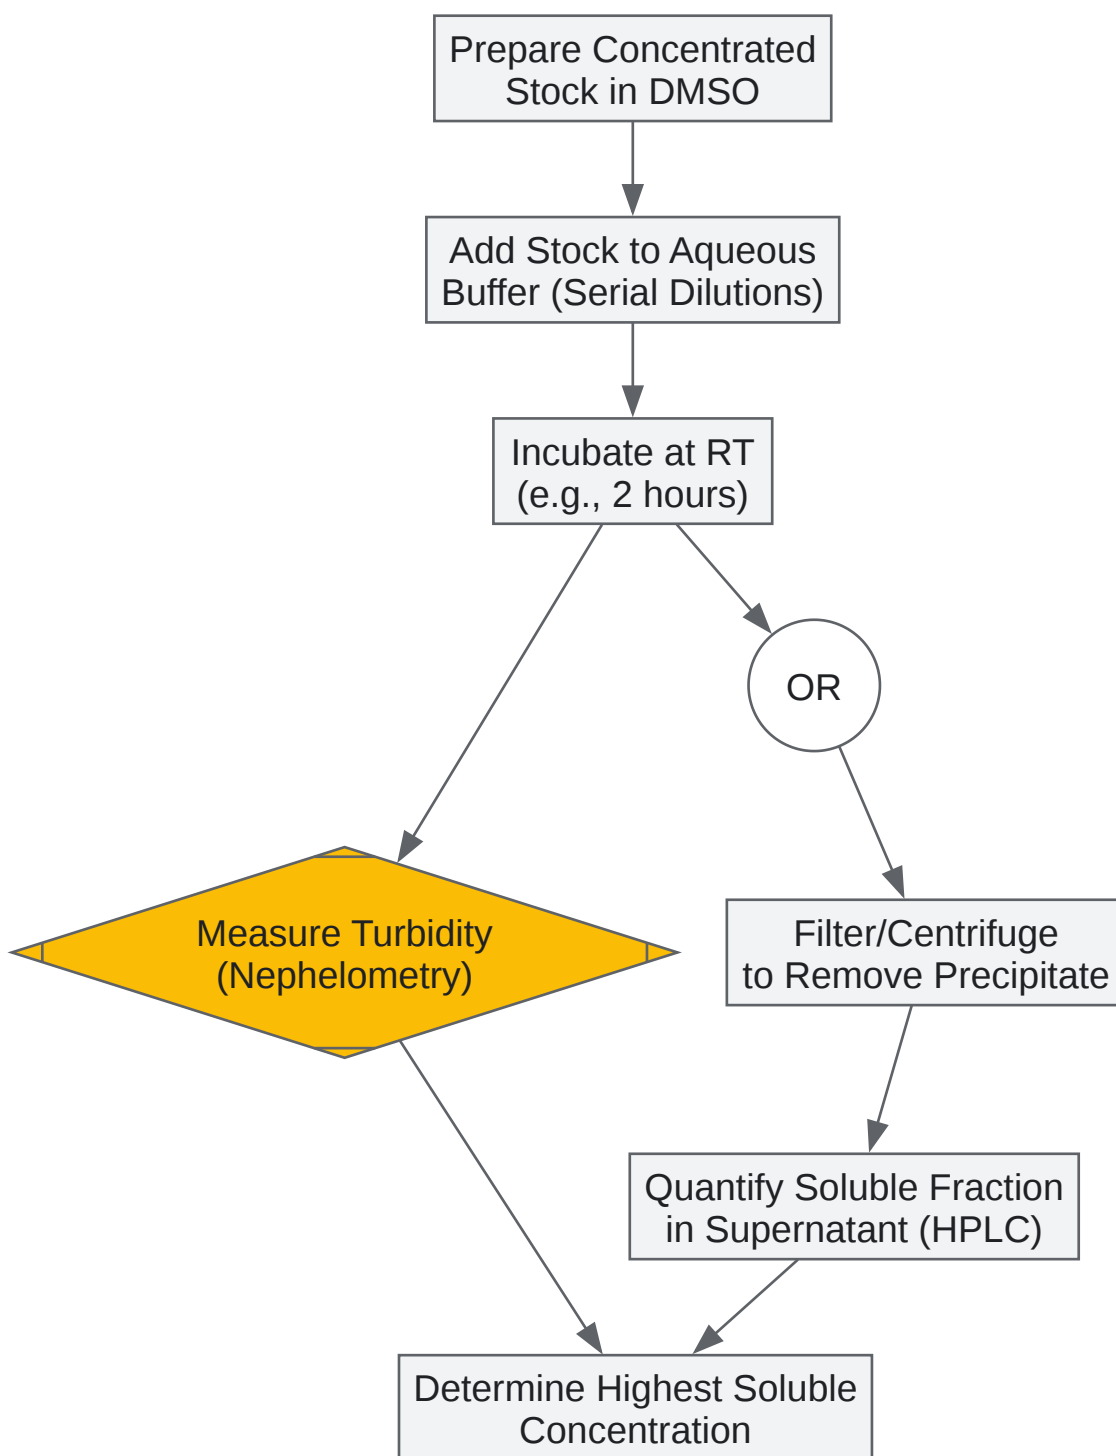 Prepare Concentrated
Stock in DMSO
Add Stock to Aqueous
Buffer (Serial Dilutions)
Incubate at RT
(e.g., 2 hours)
OR
Measure Turbidity
(Nephelometry)
Filter/Centrifuge
to Remove Precipitate
Quantify Soluble Fraction
in Supernatant (HPLC)
Determine Highest Soluble
Concentration